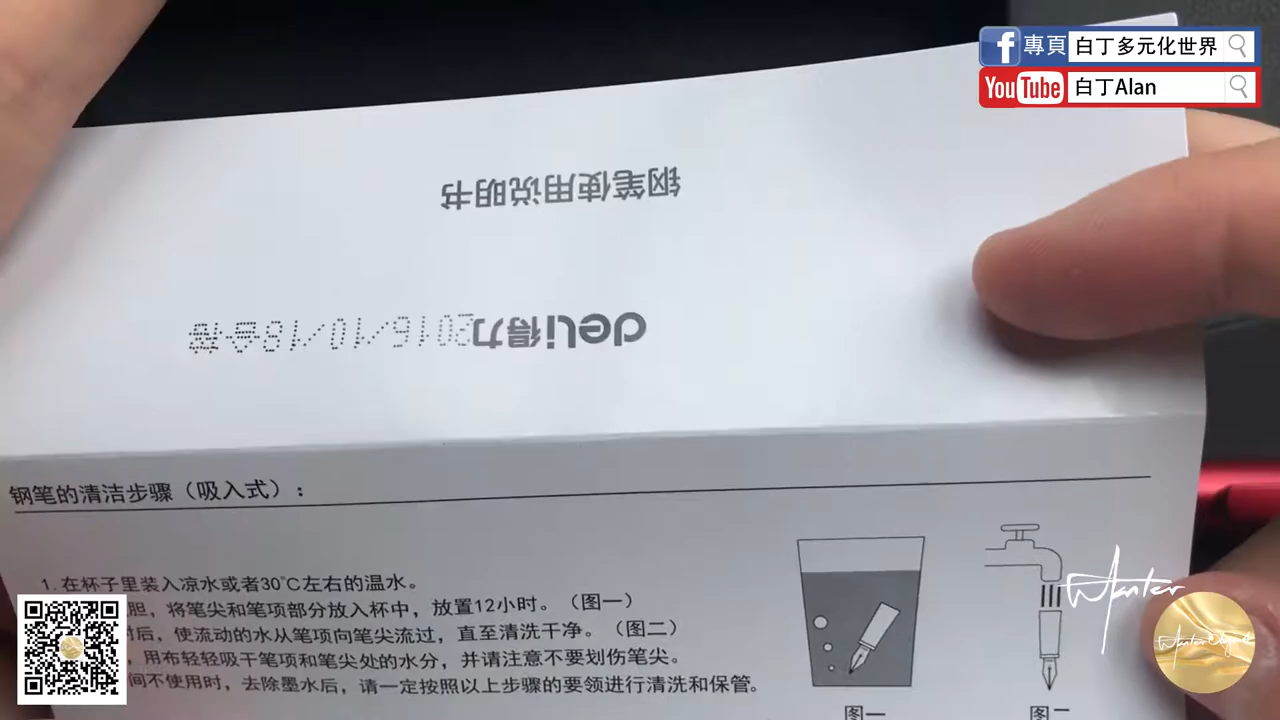 專頁 白丁多元化世界
YouTube 白丁Alan
钢笔使用说明书
deli得力2016/10/18合格
钢笔的清洁步骤（吸入式）：
1. 在杯子里装入凉水或者30℃左右的温水。
胆，将笔尖和笔项部分放入杯中，放置12小时。（图一）
后，使流动的水从笔项向笔尖流过，直至清洗干净。（图二）
，用布轻轻吸干笔项和笔尖处的水分，并请注意不要划伤笔尖。
间不使用时，去除墨水后，请一定按照以上步骤的要领进行清洗和保管。
图一
图二
Wanter